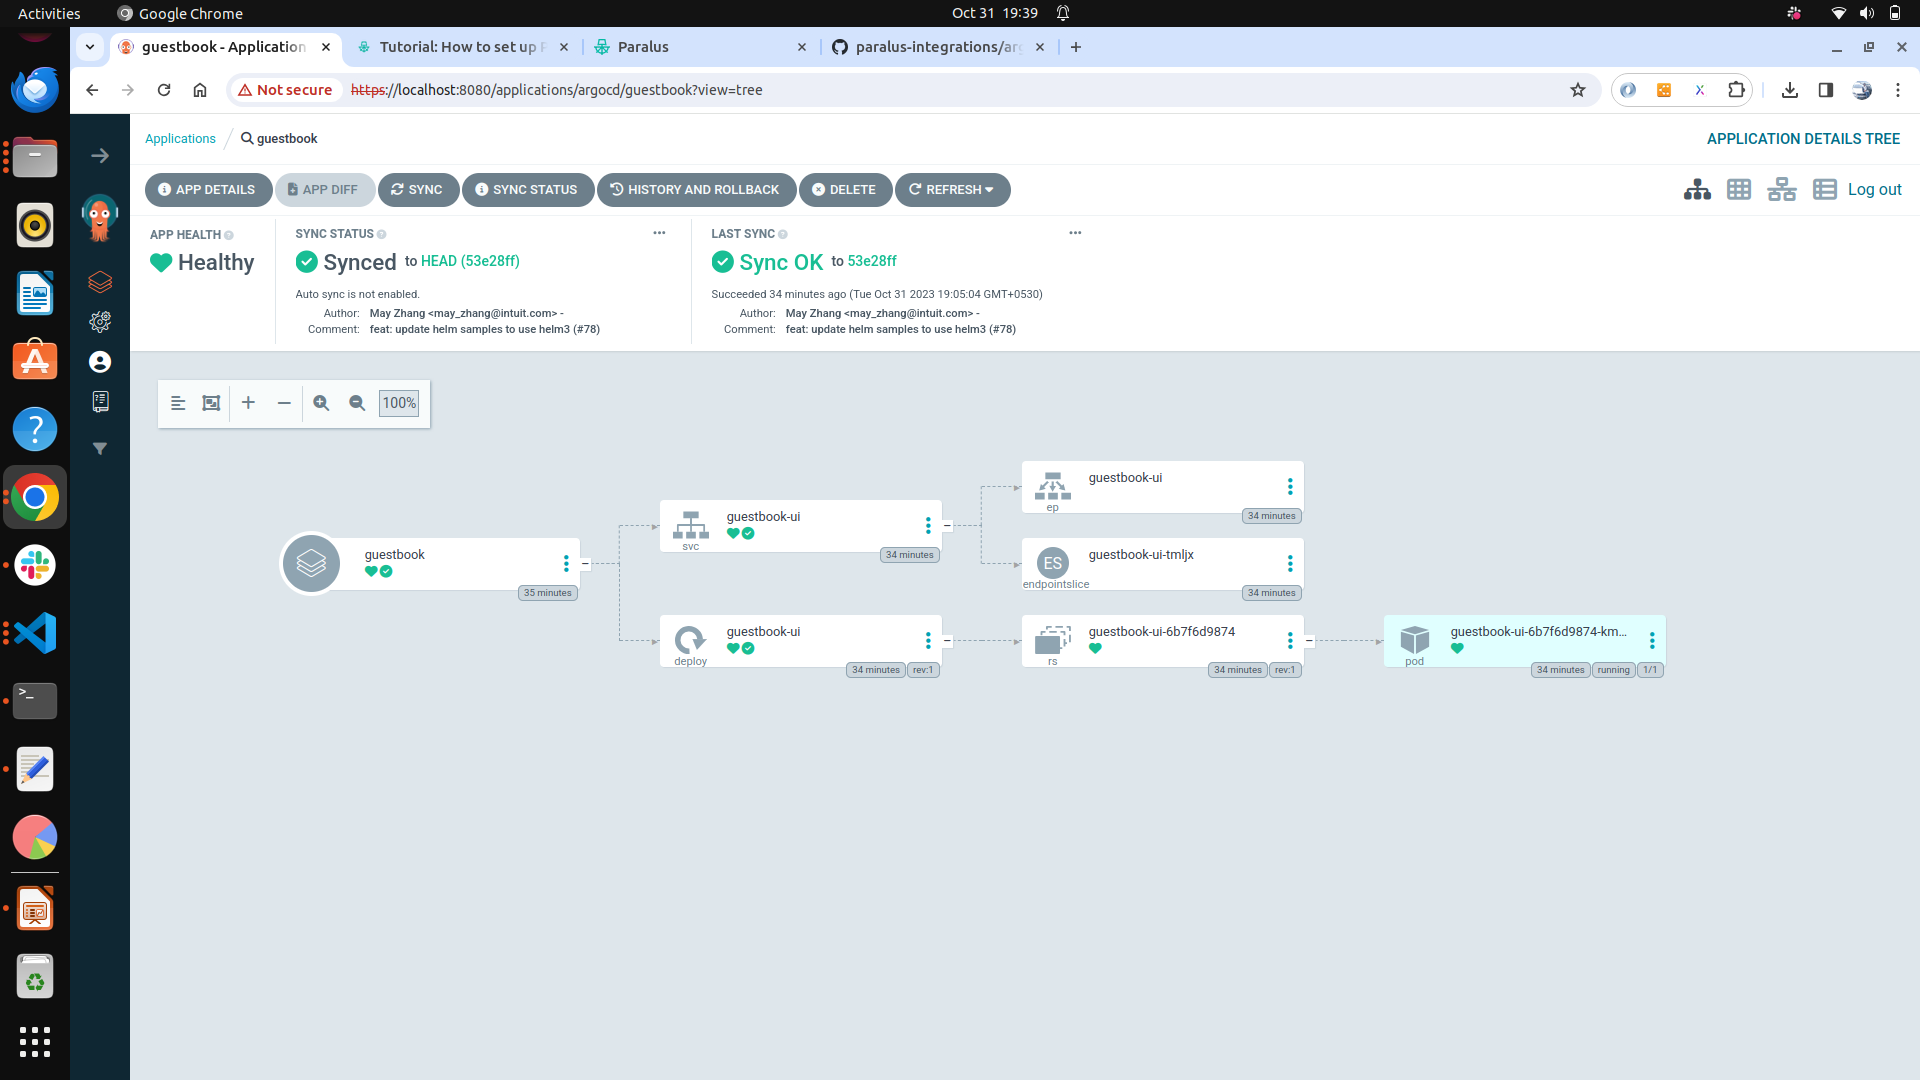 Activities
Google Chrome
Oct 31 19:39
guestbook - Application
Tutorial: How to set up P
Paralus
paralus-integrations/arg
Not secure
https://localhost:8080/applications/argocd/guestbook?view=tree
Applications
guestbook
APPLICATION DETAILS TREE
APP DETAILS
APP DIFF
SYNC
SYNC STATUS
HISTORY AND ROLLBACK
DELETE
REFRESH
Log out
APP HEALTH
Healthy
SYNC STATUS
Synced to HEAD (53e28ff)
Auto sync is not enabled.
Author: May Zhang <may_zhang@intuit.com> -
Comment: feat: update helm samples to use helm3 (#78)
LAST SYNC
Sync OK to 53e28ff
Succeeded 34 minutes ago (Tue Oct 31 2023 19:05:04 GMT+0530)
Author: May Zhang <may_zhang@intuit.com> -
Comment: feat: update helm samples to use helm3 (#78)
100%
guestbook
35 minutes
guestbook-ui
svc
34 minutes
guestbook-ui
deploy
34 minutes
rev:1
guestbook-ui
ep
34 minutes
ES
guestbook-ui-tmljx
endpointslice
34 minutes
guestbook-ui-6b7f6d9874
rs
34 minutes
rev:1
guestbook-ui-6b7f6d9874-km...
pod
34 minutes
running
1/1